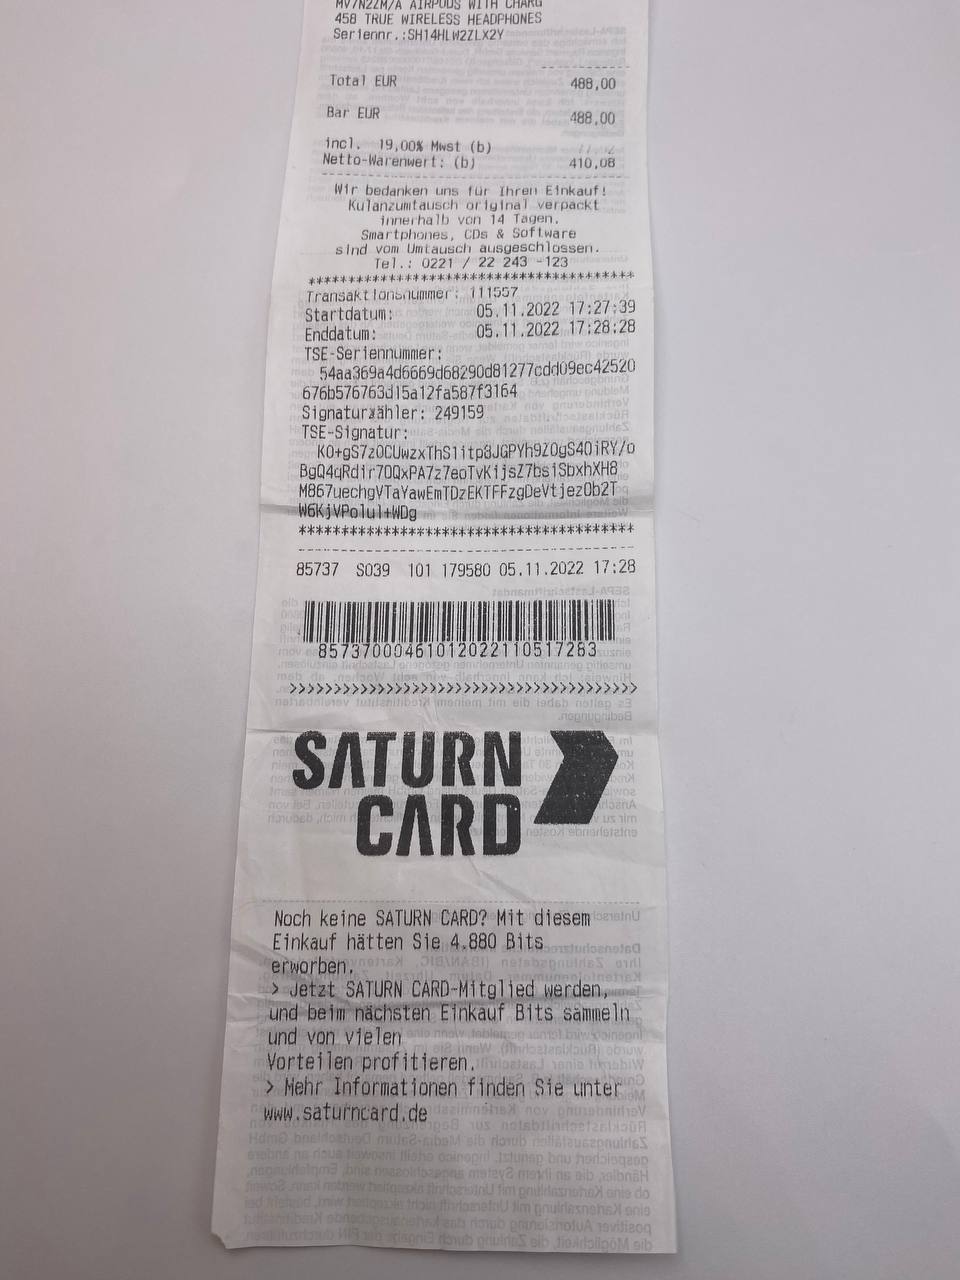 MV7N2ZM/A AIRPODS WITH CHARG
458 TRUE WIRELESS HEADPHONES
Seriennr.:SH14HLW2ZLX2Y
Total EUR 488,00
Bar EUR 488,00
incl. 19,00% Mwst (b)
Netto-Warenwert: (b) 410,08
Wir bedanken uns für Ihren Einkauf!
Kulanzumtausch original verpackt
innerhalb von 14 Tagen.
Smartphones, CDs & Software
sind vom Umtausch ausgeschlossen.
Tel.: 0221 / 22 243 -123
****************************************
Transaktionsnummer: 111557
Startdatum: 05.11.2022 17:27:39
Enddatum: 05.11.2022 17:28:28
TSE-Seriennummer:
54aa369a4d6669d68290d81277cdd09ec42520
676b576763d15a12fa587f3164
Signaturzähler: 249159
TSE-Signatur:
KO+gS7zOCUwzxThS1itp3JGPYh9ZOgS4OiRY/o
BgQ4qRdir7OQxPA7z7eoTvKijsZ7bsiSbxhXH8
M867uechgVTaYawEmTDzEKTFFzgDeVtjezOb2T
W6KjVPolul+WDg
****************************************
85737 S039 101 179580 05.11.2022 17:28
8573700046101202211051​7283
>>>>>>>>>>>>>>>>>>>>>>>>>>>>>>>>>>>>>>>>
SATURN
CARD
Noch keine SATURN CARD? Mit diesem
Einkauf hätten Sie 4.880 Bits
erworben.
> Jetzt SATURN CARD-Mitglied werden,
und beim nächsten Einkauf Bits sammeln
und von vielen
Vorteilen profitieren.
> Mehr Informationen finden Sie unter
www.saturncard.de